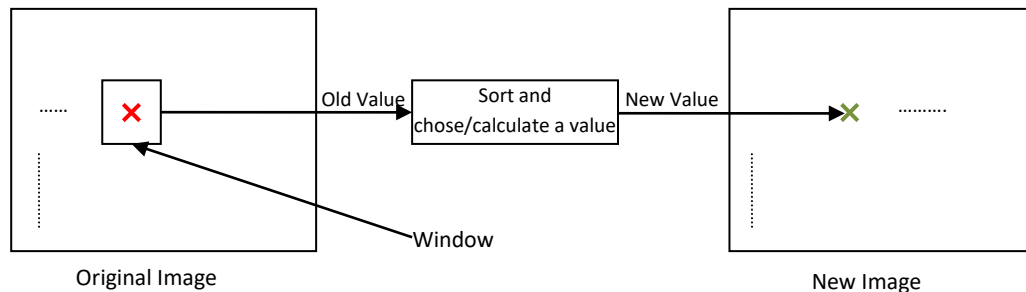 Old Value
Sort and
chose/calculate a value
New Value
Window
Original Image
New Image